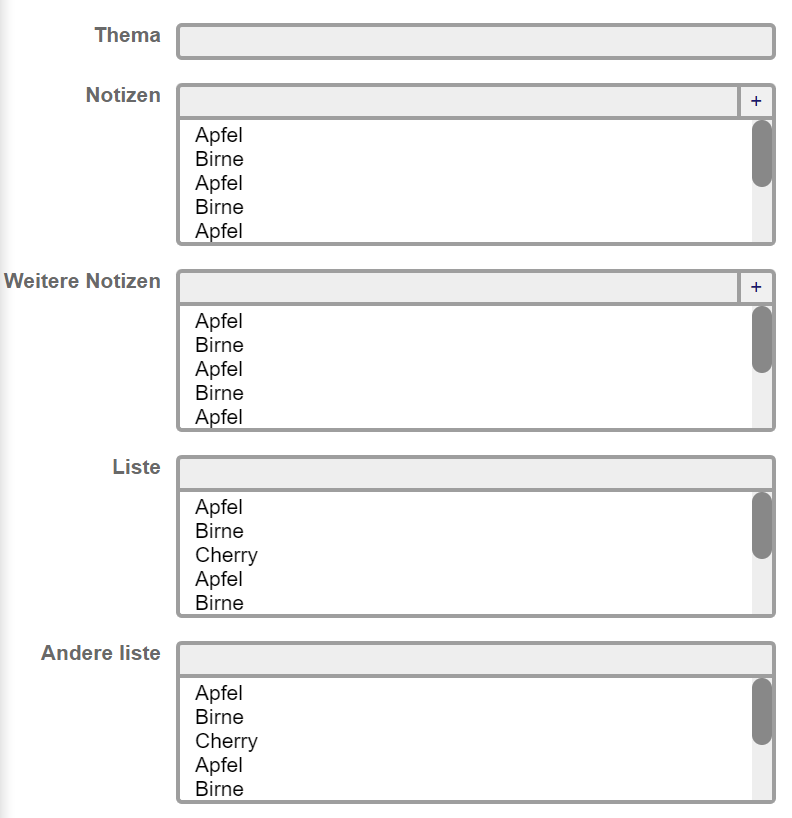 Thema
Notizen
+
Apfel
Birne
Apfel
Birne
Apfel
Weitere Notizen
+
Apfel
Birne
Apfel
Birne
Apfel
Liste
Apfel
Birne
Cherry
Apfel
Birne
Andere liste
Apfel
Birne
Cherry
Apfel
Birne